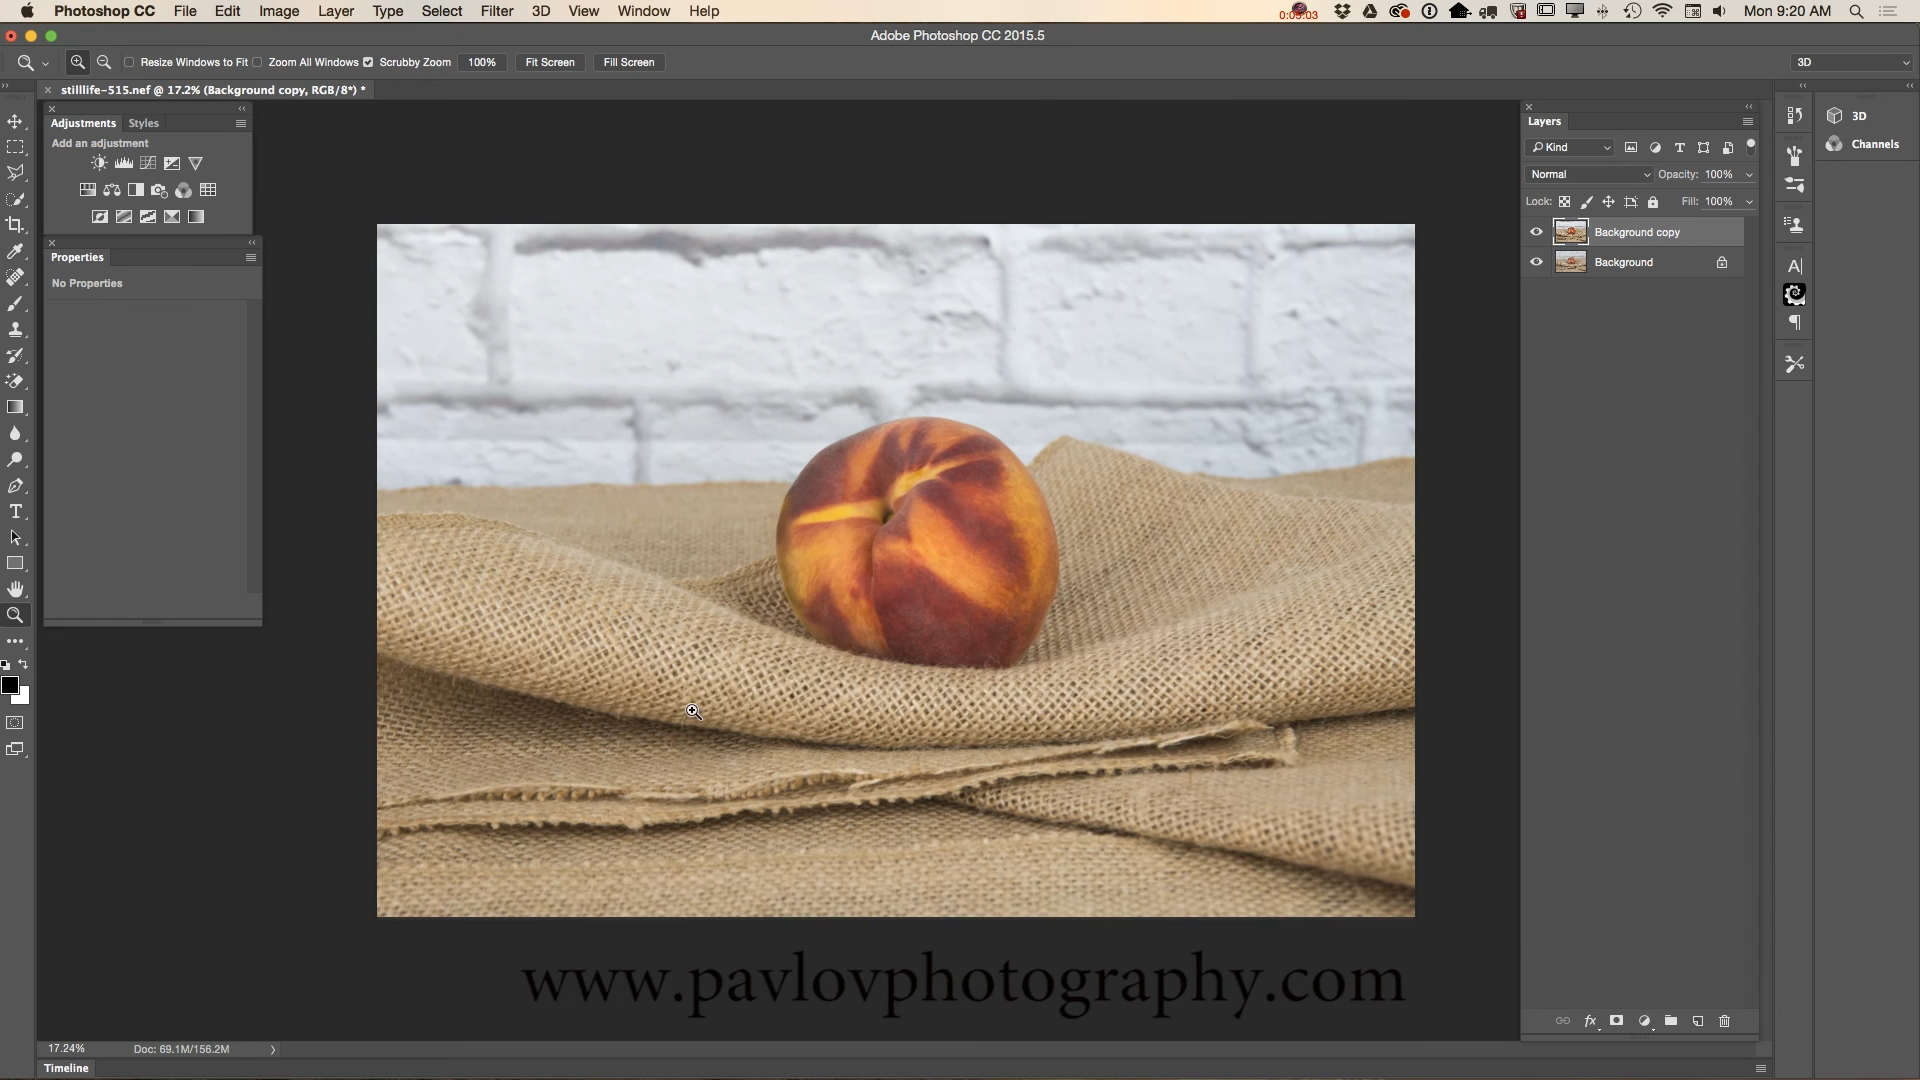 Photoshop CC File Edit Image Layer Type Select Filter 3D View Window Help
0:05:03 Mon 9:20 AM
Adobe Photoshop CC 2015.5
Resize Windows to Fit Zoom All Windows Scrubby Zoom 100% Fit Screen Fill Screen 3D
stilllife-515.nef @ 17.2% (Background copy, RGB/8*) *
Adjustments Styles
Add an adjustment
Properties
No Properties
Layers
Kind
Normal Opacity: 100%
Lock: Fill: 100%
Background copy
Background
3D
Channels
www.pavlovphotography.com
17.24% Doc: 69.1M/156.2M
Timeline